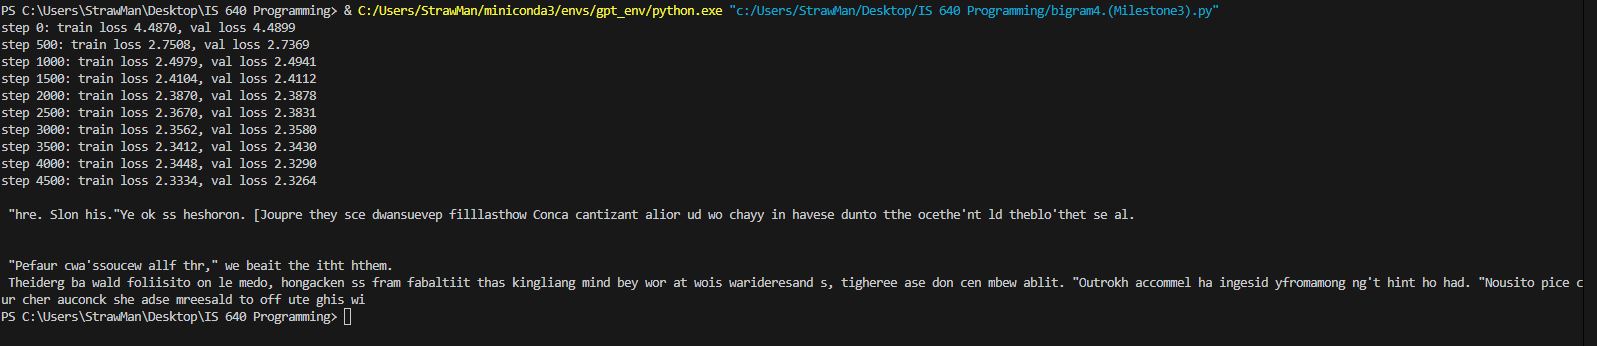 PS C:\Users\StrawMan\Desktop\IS 640 Programming> & C:/Users/StrawMan/miniconda3/envs/gpt_env/python.exe "c:/Users/StrawMan/Desktop/IS 640 Programming/bigram4.(Milestone3).py"
step 0: train loss 4.4870, val loss 4.4899
step 500: train loss 2.7508, val loss 2.7369
step 1000: train loss 2.4979, val loss 2.4941
step 1500: train loss 2.4104, val loss 2.4112
step 2000: train loss 2.3870, val loss 2.3878
step 2500: train loss 2.3670, val loss 2.3831
step 3000: train loss 2.3562, val loss 2.3580
step 3500: train loss 2.3412, val loss 2.3430
step 4000: train loss 2.3448, val loss 2.3290
step 4500: train loss 2.3334, val loss 2.3264
"hre. Slon his."Ye ok ss heshoron. [Joupre they sce dwansuevep filllasthow Conca cantizant alior ud wo chayy in havese dunto tthe ocethe'nt ld theblo'thet se al.
"Pefaur cwa'ssoucew allf thr," we beait the itht hthem.
Theiderg ba wald foliisito on le medo, hongacken ss fram fabaltiit thas kingliang mind bey wor at wois warideresand s, tigheree ase don cen mbew ablit. "Outrokh accommel ha ingesid yfromamong ng't hint ho had. "Nousito pice c
ur cher auconck she adse mreesald to off ute ghis wi
PS C:\Users\StrawMan\Desktop\IS 640 Programming>